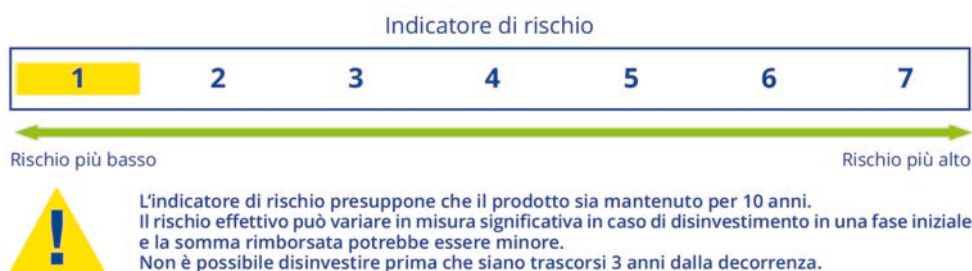 Indicatore di rischio
1 2 3 4 5 6 7
Rischio più basso Rischio più alto
!
L'indicatore di rischio presuppone che il prodotto sia mantenuto per 10 anni.
Il rischio effettivo può variare in misura significativa in caso di disinvestimento in una fase iniziale
e la somma rimborsata potrebbe essere minore.
Non è possibile disinvestire prima che siano trascorsi 3 anni dalla decorrenza.